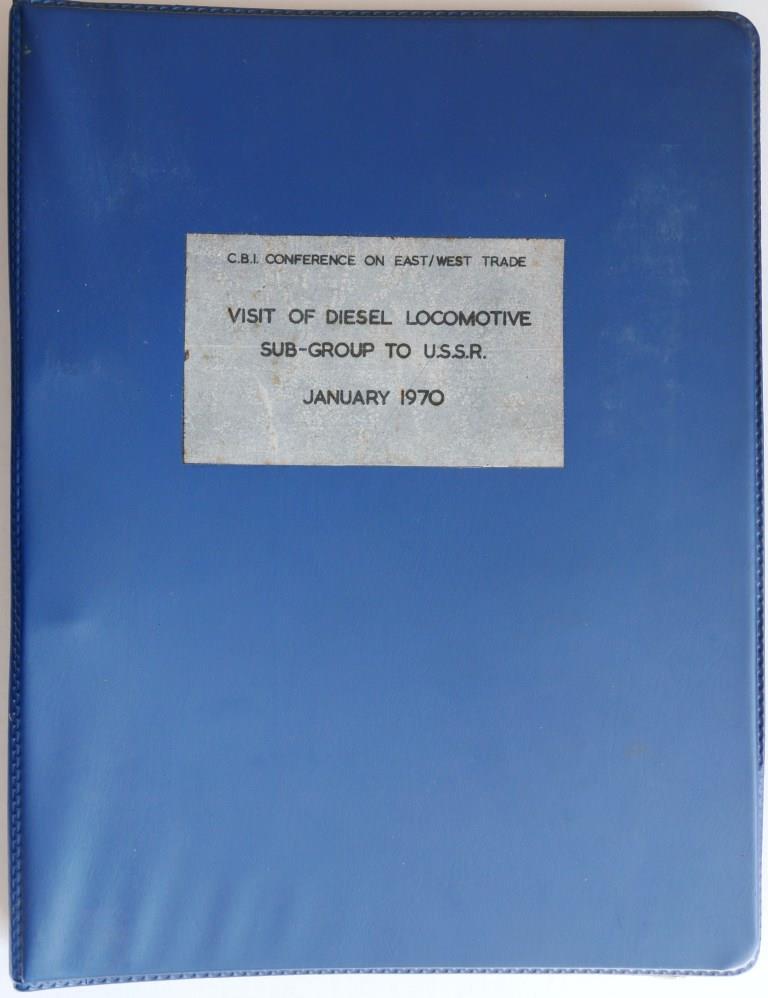 C.B.I. CONFERENCE ON EAST/WEST TRADE
VISIT OF DIESEL LOCOMOTIVE
SUB-GROUP TO U.S.S.R.
JANUARY 1970